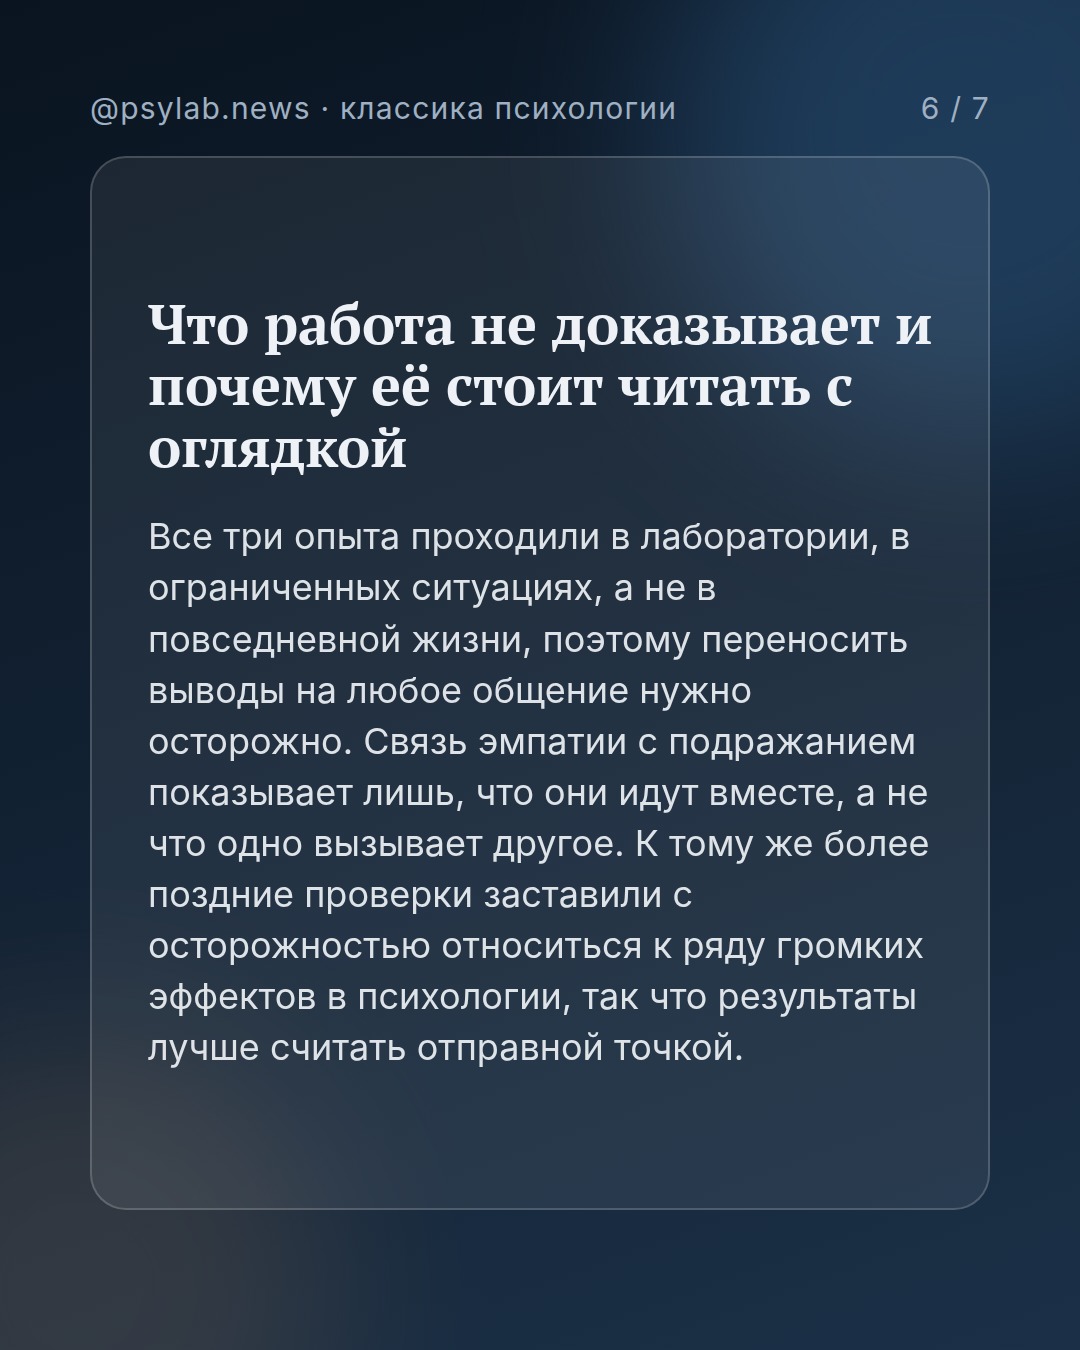 @psylab.news · классика психологии
6 / 7
Что работа не доказывает и
почему её стоит читать с
оглядкой
Все три опыта проходили в лаборатории, в
ограниченных ситуациях, а не в
повседневной жизни, поэтому переносить
выводы на любое общение нужно
осторожно. Связь эмпатии с подражанием
показывает лишь, что они идут вместе, а не
что одно вызывает другое. К тому же более
поздние проверки заставили с
осторожностью относиться к ряду громких
эффектов в психологии, так что результаты
лучше считать отправной точкой.